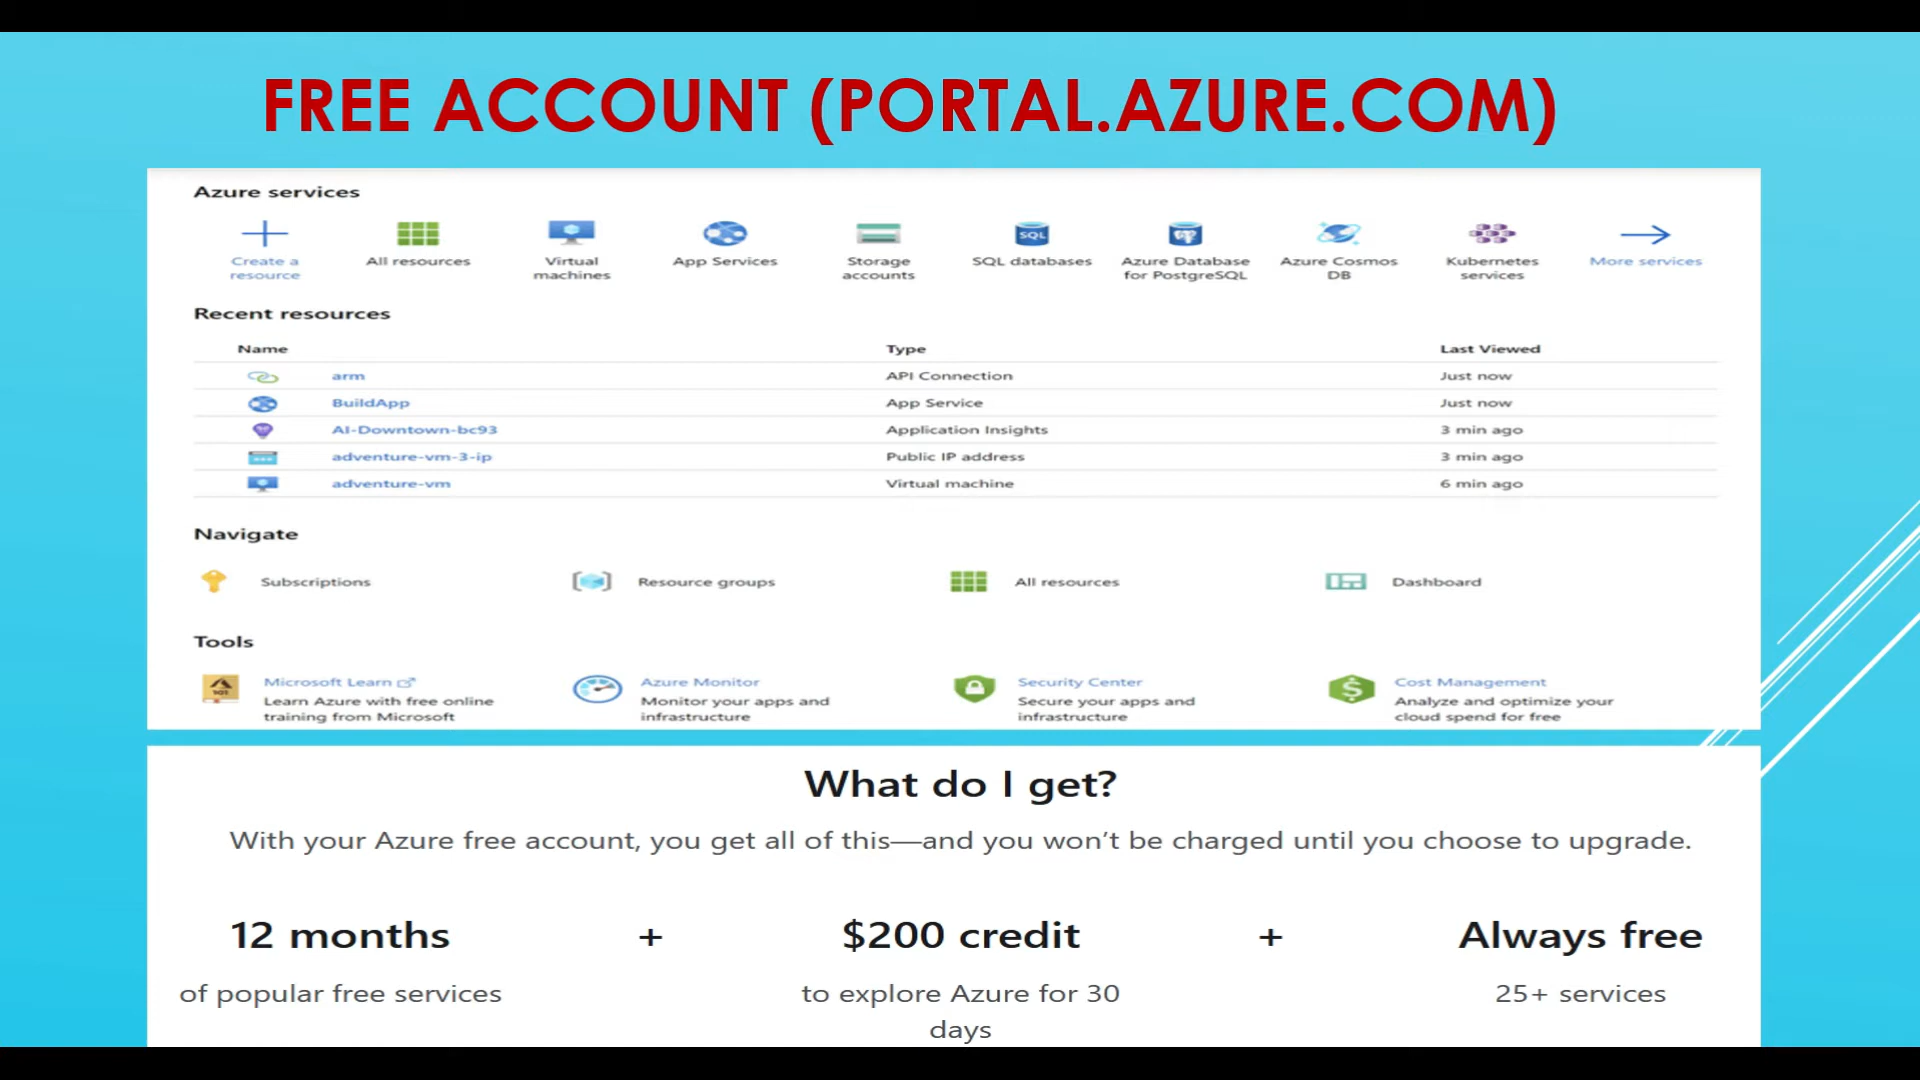 FREE ACCOUNT (PORTAL.AZURE.COM)
Azure services
Create a resource
All resources
Virtual machines
App Services
Storage accounts
SQL
SQL databases
Azure Database for PostgreSQL
Azure Cosmos DB
Kubernetes services
More services
Recent resources
Name Type Last Viewed
arm API Connection Just now
BuildApp App Service Just now
AI-Downtown-bc93 Application Insights 3 min ago
adventure-vm-3-ip Public IP address 3 min ago
adventure-vm Virtual machine 6 min ago
Navigate
Subscriptions Resource groups All resources Dashboard
Tools
101
Microsoft Learn
Learn Azure with free online
training from Microsoft
Azure Monitor
Monitor your apps and
infrastructure
Security Center
Secure your apps and
infrastructure
$
Cost Management
Analyze and optimize your
cloud spend for free
What do I get?
With your Azure free account, you get all of this—and you won't be charged until you choose to upgrade.
12 months + $200 credit + Always free
of popular free services
to explore Azure for 30
days
25+ services